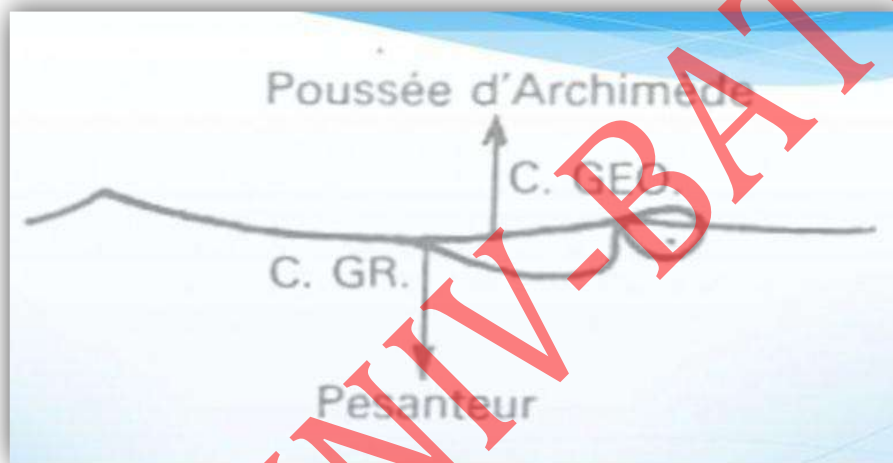 Poussée d'Archimède
C. GEO.
C. GR.
Pesanteur
UNIV-BAT